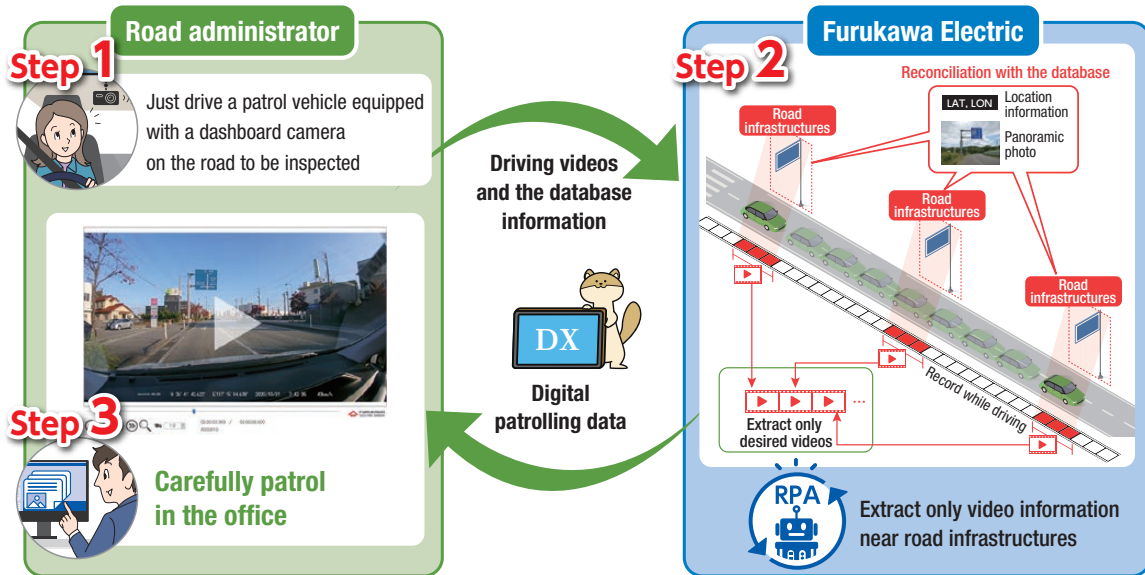 Road administrator
Step 1
Just drive a patrol vehicle equipped
with a dashboard camera
on the road to be inspected
Step 3
Carefully patrol
in the office
Driving videos
and the database
information
DX
Digital
patrolling data
Furukawa Electric
Step 2
Reconciliation with the database
LAT, LON
Location
information
Panoramic
photo
Road
infrastructures
Road
infrastructures
Road
infrastructures
Record while driving
Extract only
desired videos
...
RPA
Extract only video information
near road infrastructures